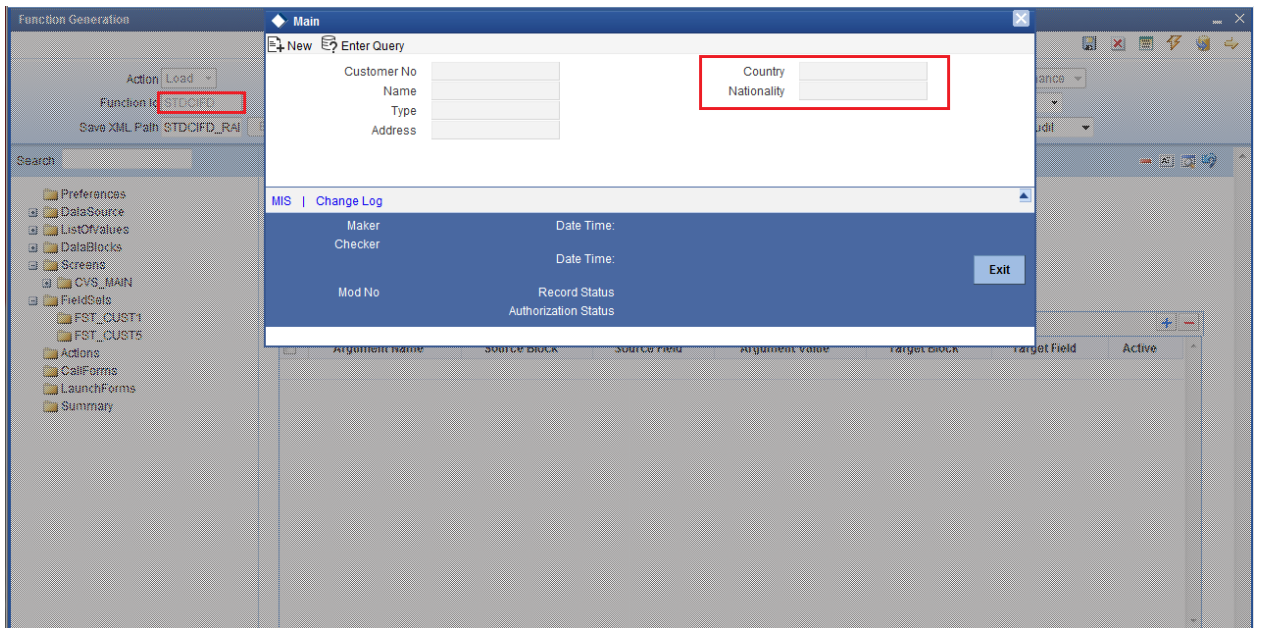 Function Generation
Main
New Enter Query
Action Load
Function Id STDCIFD
Save XML Path STDCIFD_RAI
Customer No
Name
Type
Address
Country
Nationality
Search
Preferences
DataSource
ListOfValues
DataBlocks
Screens
CVS_MAIN
FieldSets
FST_CUST1
FST_CUST5
Actions
CallForms
LaunchForms
Summary
MIS | Change Log
Maker Date Time:
Checker
Date Time:
Exit
Mod No Record Status
Authorization Status
Argument Name Source Block Source Field Argument Value Target Block Target Field Active